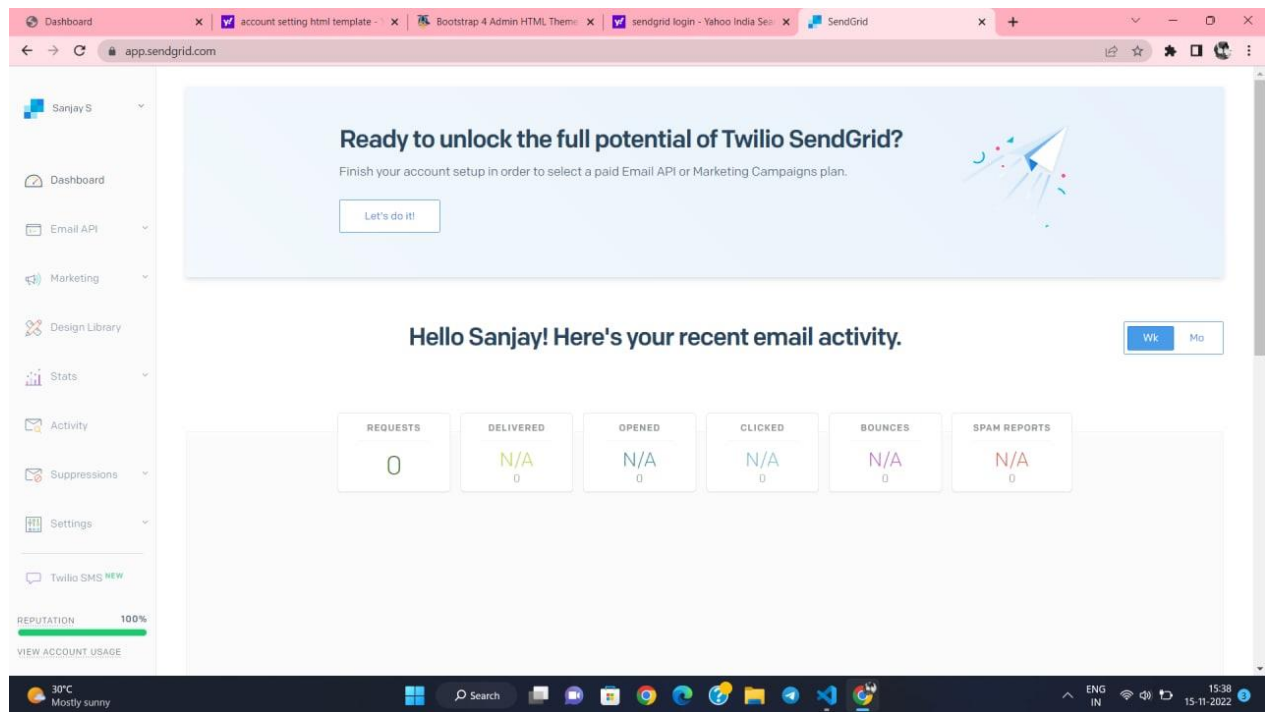 Dashboard
account setting html template -
Bootstrap 4 Admin HTML Theme
sendgrid login - Yahoo India Sea
SendGrid
app.sendgrid.com
Sanjay S
Dashboard
Email API
Marketing
Design Library
Stats
Activity
Suppressions
Settings
Twilio SMS NEW
REPUTATION 100%
VIEW ACCOUNT USAGE
Ready to unlock the full potential of Twilio SendGrid?
Finish your account setup in order to select a paid Email API or Marketing Campaigns plan.
Let's do it!
Hello Sanjay! Here's your recent email activity.
Wk Mo
REQUESTS DELIVERED OPENED CLICKED BOUNCES SPAM REPORTS
0 N/A N/A N/A N/A N/A
0 0 0 0 0
30°C
Mostly sunny
Search
ENG
IN
15:38
15-11-2022
3